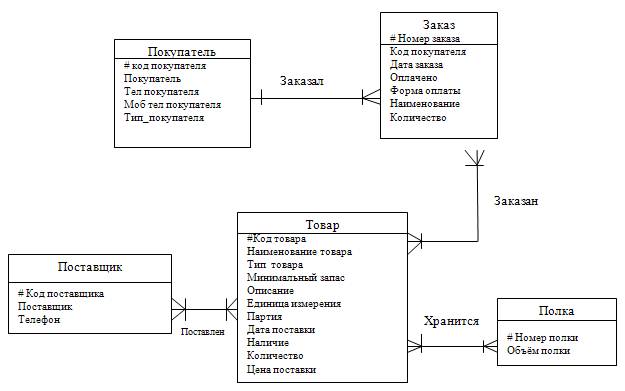 Заказ
# Номер заказа
Код покупателя
Дата заказа
Оплачено
Форма оплаты
Наименование
Количество
Покупатель
# код покупателя
Покупатель
Тел покупателя
Моб тел покупателя
Тип_покупателя
Заказал
Заказан
Товар
#Код товара
Наименование товара
Тип товара
Минимальный запас
Описание
Единица измерения
Партия
Дата поставки
Наличие
Количество
Цена поставки
Поставщик
# Код поставщика
Поставщик
Телефон
Поставлен
Хранится
Полка
# Номер полки
Объём полки